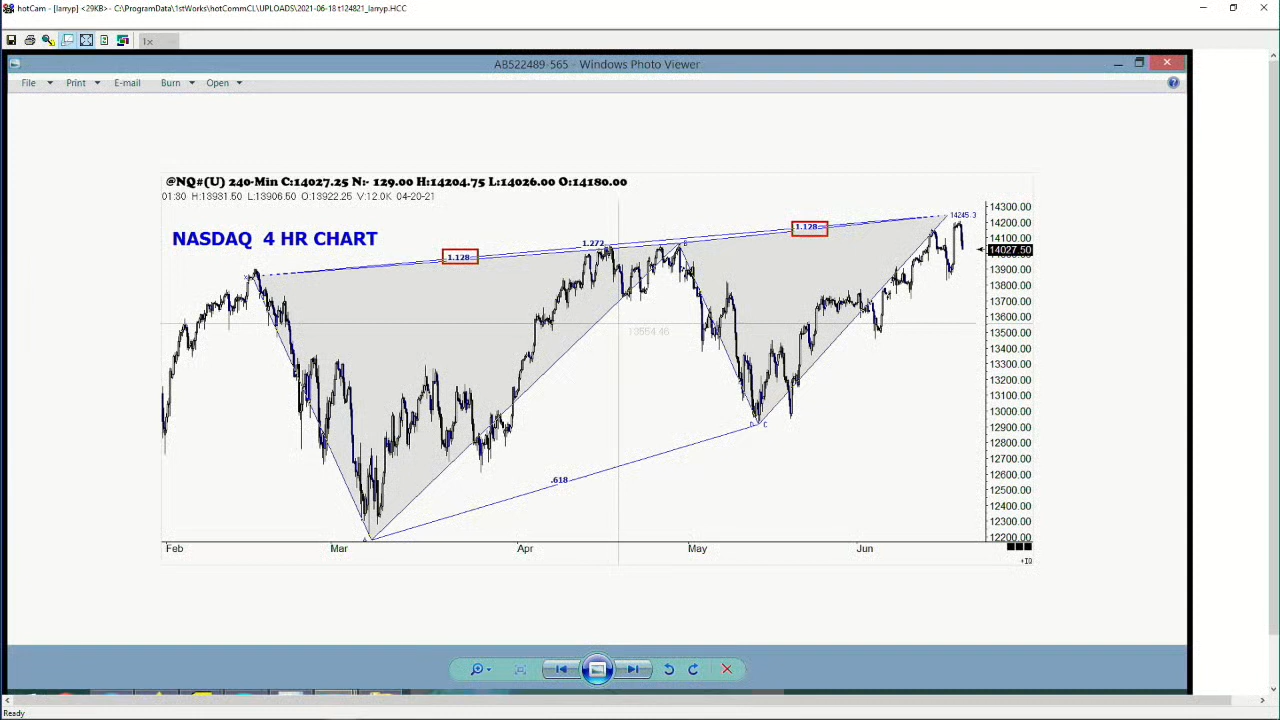 hotCam - [larryp] <29KB> - C:\ProgramData\1stWorks\hotCommCL\UPLOADS\2021-06-18 t124821_larryp.HCC
1x
AB522489-565 - Windows Photo Viewer
File Print E-mail Burn Open
@NQ#(U) 240-Min C:14027.25 N:- 129.00 H:14204.75 L:14026.00 O:14180.00
01:30 H:13931.50 L:13906.50 O:13922.25 V:12.0K 04-20-21
NASDAQ 4 HR CHART
1.128
1.272
B
1.128
14245.3
X
13554.46
D
C
.618
A
14300.00
14200.00
14100.00
14027.50
13900.00
13800.00
13700.00
13600.00
13500.00
13400.00
13300.00
13200.00
13100.00
13000.00
12900.00
12800.00
12700.00
12600.00
12500.00
12400.00
12300.00
12200.00
Feb Mar Apr May Jun
+IQ
Ready